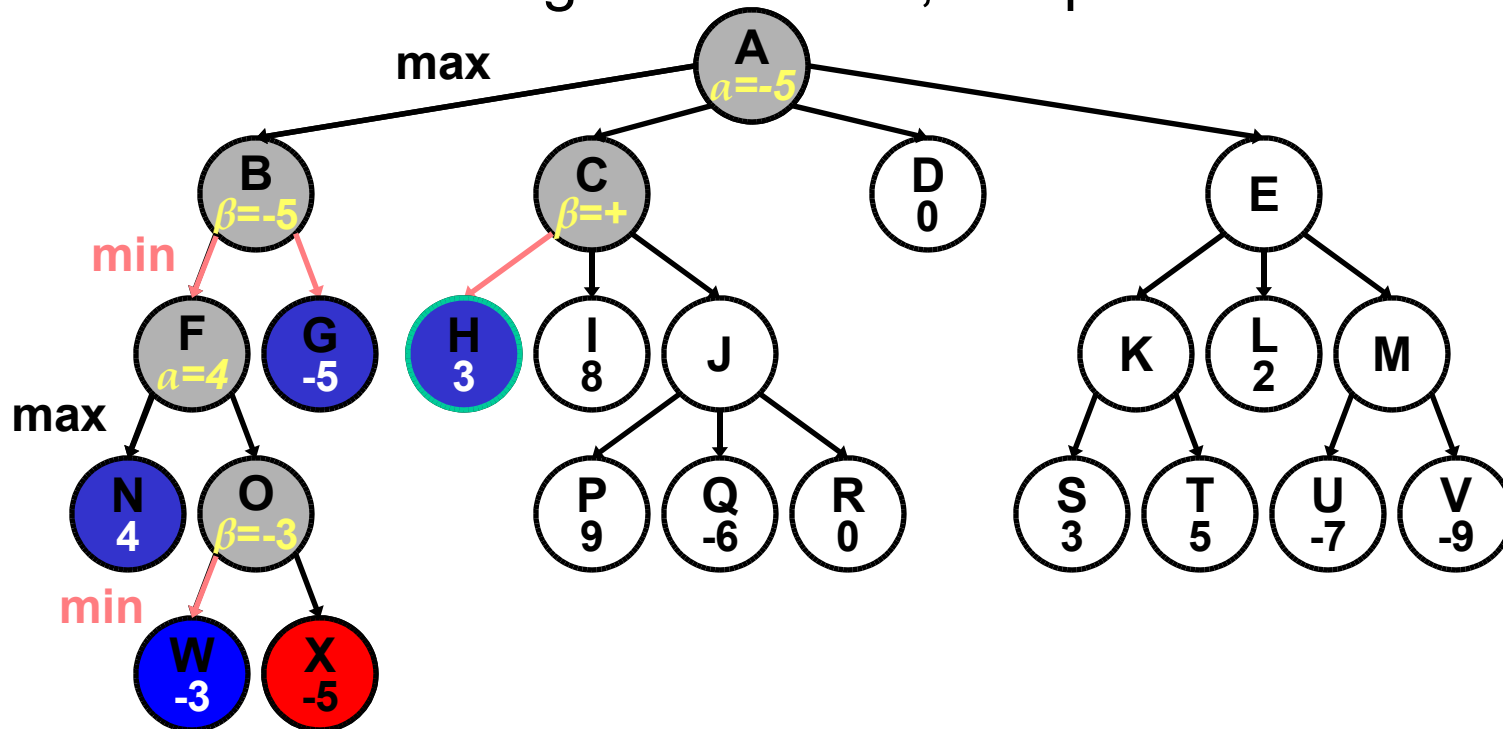 A
max
α=-5
B
β=-5
C
β=+
D
0
E
min
F
α=4
G
-5
H
3
I
8
J
K
L
2
M
max
N
4
O
β=-3
P
9
Q
-6
R
0
S
3
T
5
U
-7
V
-9
min
W
-3
X
-5